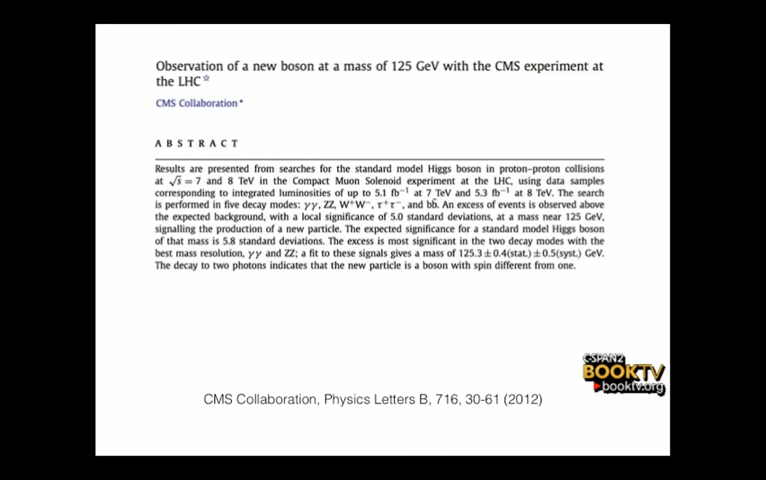 Observation of a new boson at a mass of 125 GeV with the CMS experiment at
the LHC ☆
CMS Collaboration *
ABSTRACT
Results are presented from searches for the standard model Higgs boson in proton–proton collisions
at √s = 7 and 8 TeV in the Compact Muon Solenoid experiment at the LHC, using data samples
corresponding to integrated luminosities of up to 5.1 fb⁻¹ at 7 TeV and 5.3 fb⁻¹ at 8 TeV. The search
is performed in five decay modes: γγ, ZZ, W⁺W⁻, τ⁺τ⁻, and bb̄. An excess of events is observed above
the expected background, with a local significance of 5.0 standard deviations, at a mass near 125 GeV,
signalling the production of a new particle. The expected significance for a standard model Higgs boson
of that mass is 5.8 standard deviations. The excess is most significant in the two decay modes with the
best mass resolution, γγ and ZZ; a fit to these signals gives a mass of 125.3 ± 0.4(stat.) ± 0.5(syst.) GeV.
The decay to two photons indicates that the new particle is a boson with spin different from one.
C-SPAN2
BOOKTV
booktv.org
CMS Collaboration, Physics Letters B, 716, 30-61 (2012)